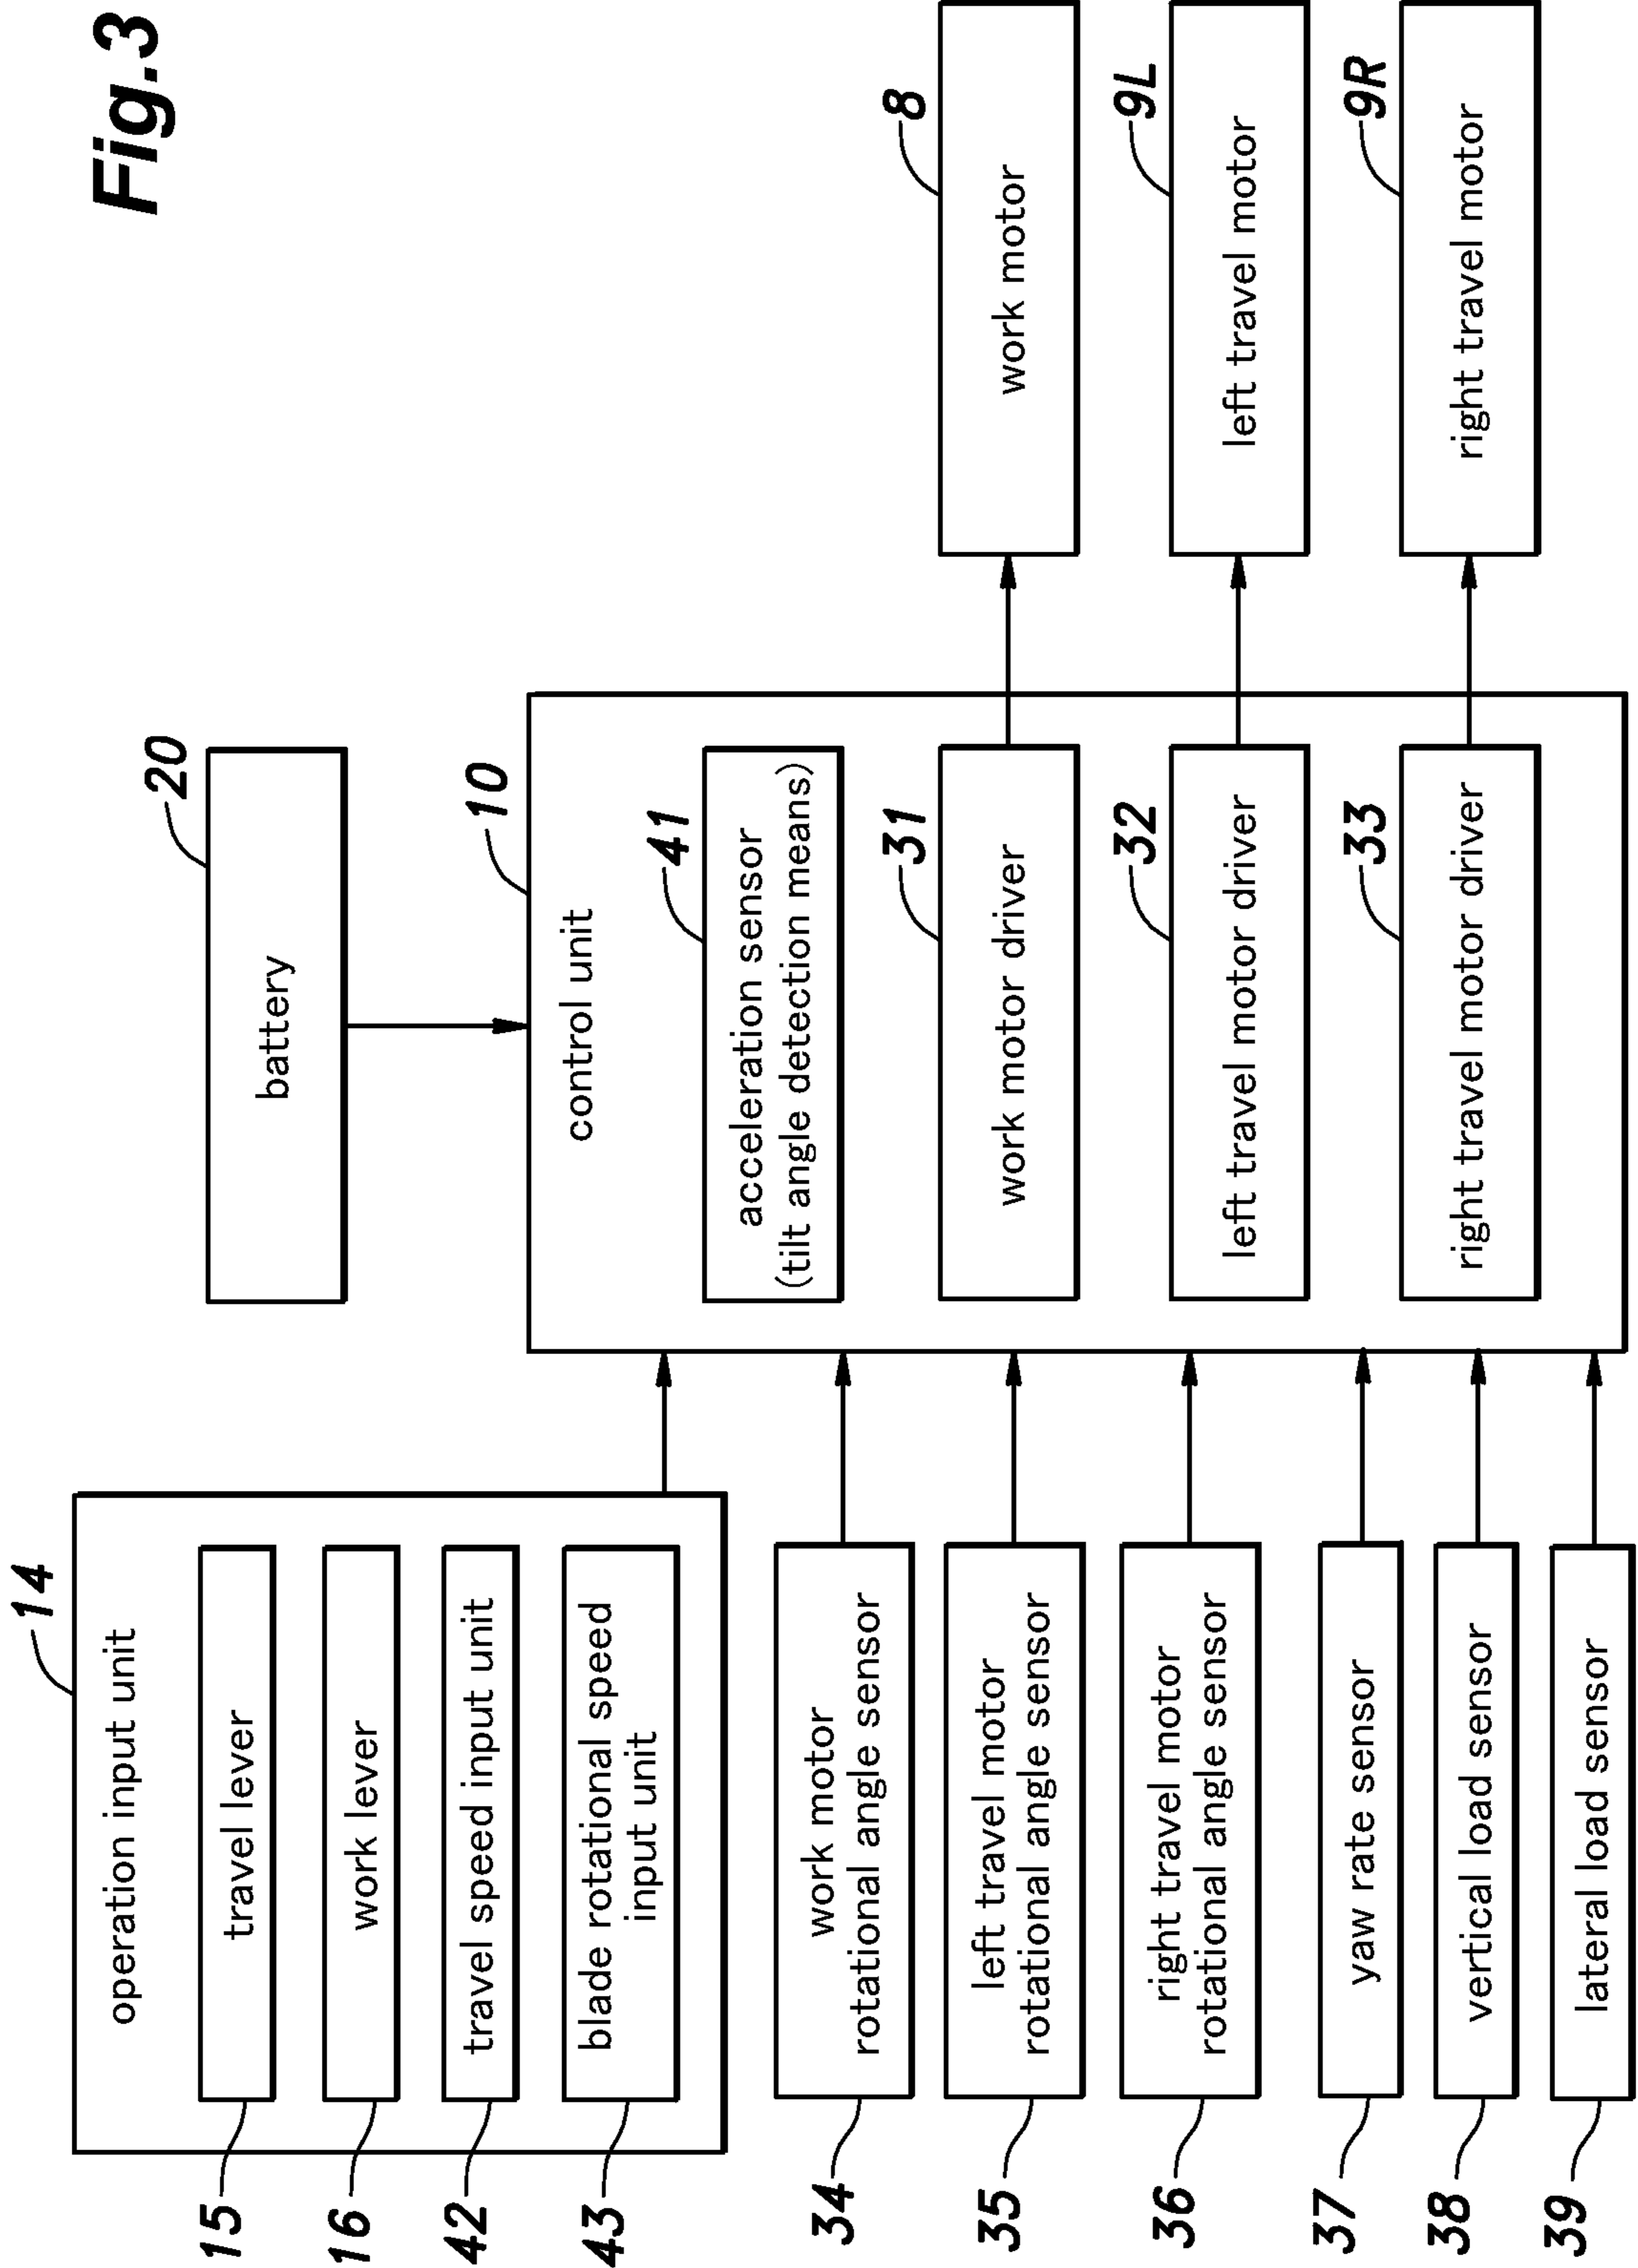 Fig.3
14
operation input unit
15
travel lever
16
work lever
42
travel speed input unit
43
blade rotational speed
input unit
34
work motor
rotational angle sensor
35
left travel motor
rotational angle sensor
36
right travel motor
rotational angle sensor
37
yaw rate sensor
38
vertical load sensor
39
lateral load sensor
20
battery
10
control unit
41
acceleration sensor
(tilt angle detection means)
31
work motor driver
32
left travel motor driver
33
right travel motor driver
8
work motor
9L
left travel motor
9R
right travel motor